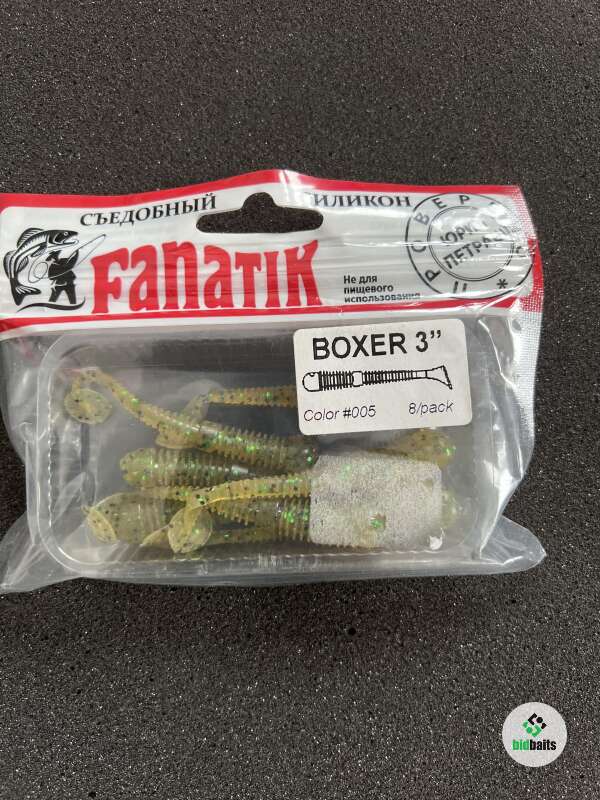 СЪЕДОБНЫЙ
ИЛИКОН
FANATIK
Не для
пищевого
использования
BOXER 3”
Color #005 8/pack
bidbaits